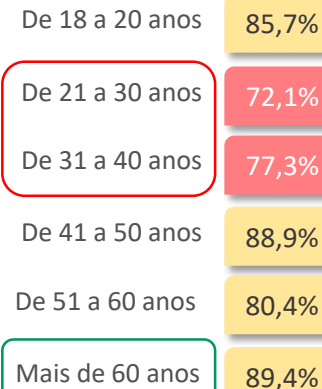 De 18 a 20 anos 85,7%
De 21 a 30 anos 72,1%
De 31 a 40 anos 77,3%
De 41 a 50 anos 88,9%
De 51 a 60 anos 80,4%
Mais de 60 anos 89,4%